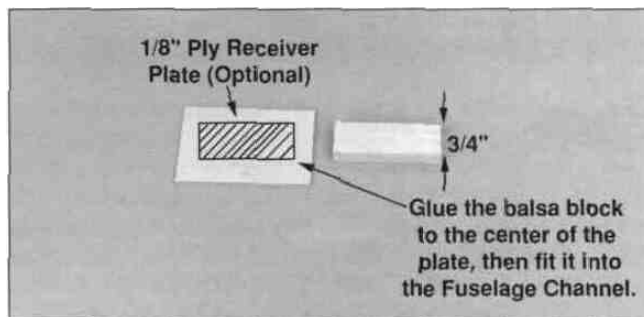 1/8" Ply Receiver
Plate (Optional)
3/4"
Glue the balsa block
to the center of the
plate, then fit it into
the Fuselage Channel.